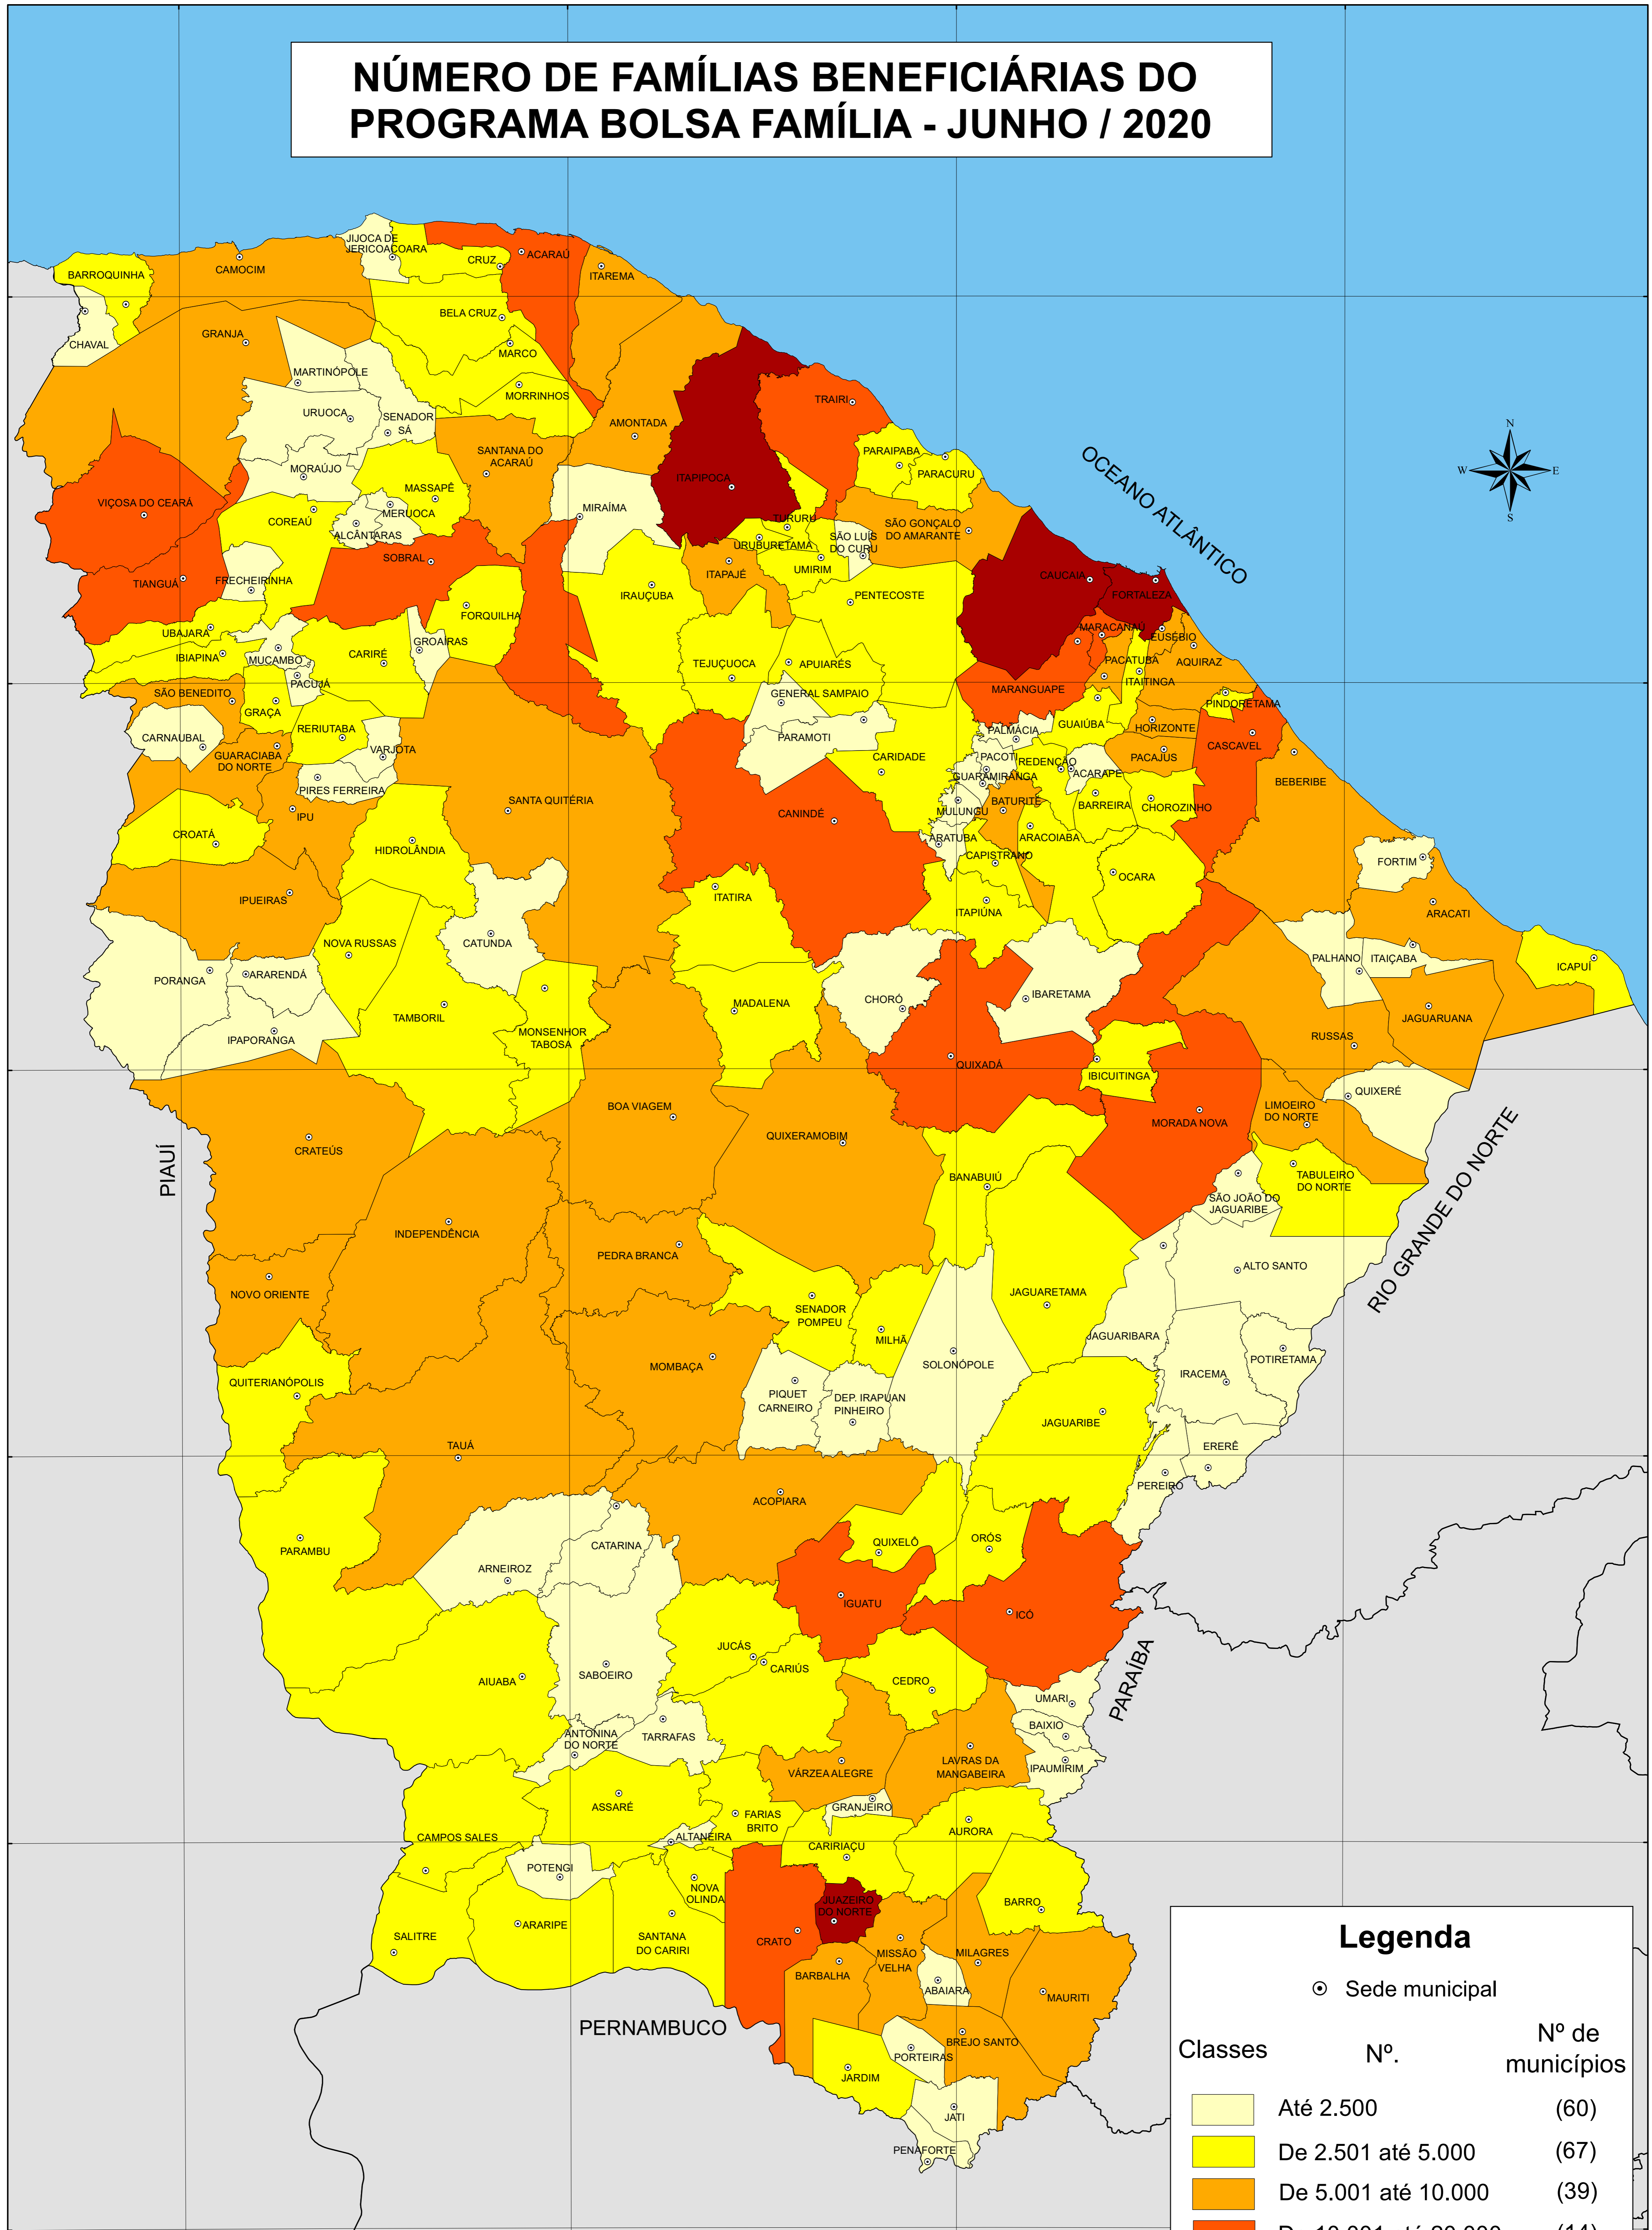 NÚMERO DE FAMÍLIAS BENEFICIÁRIAS DO
PROGRAMA BOLSA FAMÍLIA - JUNHO / 2020
JIJOCA DE
JERICOACOARA
CRUZ
ACARAÚ
ITAREMA
CAMOCIM
BARROQUINHA
CHAVAL
GRANJA
BELA CRUZ
MARCO
MARTINÓPOLE
MORRINHOS
URUOCA
SENADOR
SÁ
AMONTADA
TRAIRI
N
W
E
S
OCEANO ATLÂNTICO
SANTANA DO
ACARAÚ
PARAIPABA
PARACURU
MORAÚJO
MASSAPÊ
ITAPIPOCA
VIÇOSA DO CEARÁ
MERUOCA
MIRAÍMA
COREAÚ
ALCÂNTARAS
TURURU
URUBURETAMA
SÃO LUÍS
DO CURU
SÃO GONÇALO
DO AMARANTE
SOBRAL
TIANGUÁ
FRECHEIRINHA
ITAPAJÉ
UMIRIM
CAUCAIA
FORTALEZA
IRAUÇUBA
PENTECOSTE
FORQUILHA
UBAJARA
IBIAPINA
MUCAMBO
CARIRÉ
GROAÍRAS
MARACANAÚ
EUSÉBIO
PACATUBA
AQUIRAZ
ITAITINGA
TEJUÇUOCA
APUIARÉS
PACUJÁ
SÃO BENEDITO
GRAÇA
GENERAL SAMPAIO
MARANGUAPE
PINDORETAMA
GUAIÚBA
HORIZONTE
RERIUTABA
CARNAUBAL
VARJOTA
PARAMOTI
PALMÁCIA
CASCAVEL
GUARACIABA
DO NORTE
CARIDADE
PACOTI
REDENÇÃO
PACAJUS
GUARAMIRANGA
ACARAPE
BEBERIBE
PIRES FERREIRA
SANTA QUITÉRIA
IPU
CANINDÉ
MULUNGU
BATURITÉ
BARREIRA
CHOROZINHO
CROATÁ
HIDROLÂNDIA
ARATUBA
ARACOIABA
CAPISTRANO
OCARA
FORTIM
ITATIRA
ITAPIÚNA
IPUEIRAS
ARACATI
NOVA RUSSAS
CATUNDA
PALHANO
ITAIÇABA
ICAPUÍ
PORANGA
ARARENDÁ
MADALENA
CHORÓ
IBARETAMA
TAMBORIL
MONSENHOR
TABOSA
JAGUARUANA
IPAPORANGA
RUSSAS
QUIXADÁ
IBICUITINGA
QUIXERÉ
BOA VIAGEM
LIMOEIRO
DO NORTE
MORADA NOVA
QUIXERAMOBIM
CRATEÚS
PIAUÍ
BANABUIÚ
TABULEIRO
DO NORTE
SÃO JOÃO DO
JAGUARIBE
RIO GRANDE DO NORTE
INDEPENDÊNCIA
PEDRA BRANCA
ALTO SANTO
NOVO ORIENTE
JAGUARETAMA
SENADOR
POMPEU
MILHÃ
JAGUARIBARA
SOLONÓPOLE
POTIRETAMA
MOMBAÇA
IRACEMA
QUITERIANÓPOLIS
PIQUET
CARNEIRO
DEP. IRAPUAN
PINHEIRO
JAGUARIBE
TAUÁ
ERERÊ
PEREIRO
ACOPIARA
QUIXELÔ
ORÓS
PARAMBU
CATARINA
ARNEIROZ
IGUATU
ICÓ
JUCÁS
CARIÚS
SABOEIRO
AIUABA
CEDRO
PARAÍBA
UMARI
BAIXIO
ANTONINA
DO NORTE
TARRAFAS
LAVRAS DA
MANGABEIRA
IPAUMIRIM
VÁRZEA ALEGRE
ASSARÉ
GRANJEIRO
FARIAS
BRITO
AURORA
CAMPOS SALES
ALTANEIRA
CARIRIAÇU
POTENGI
NOVA
OLINDA
JUAZEIRO
DO NORTE
BARRO
ARARIPE
SALITRE
SANTANA
DO CARIRI
CRATO
MISSÃO
VELHA
MILAGRES
BARBALHA
ABAIARA
MAURITI
PERNAMBUCO
BREJO SANTO
PORTEIRAS
JARDIM
JATI
PENAFORTE
Legenda
Sede municipal
Classes Nº. Nº de
municípios
Até 2.500 (60)
De 2.501 até 5.000 (67)
De 5.001 até 10.000 (39)
De 10.001 até 20.000 (14)